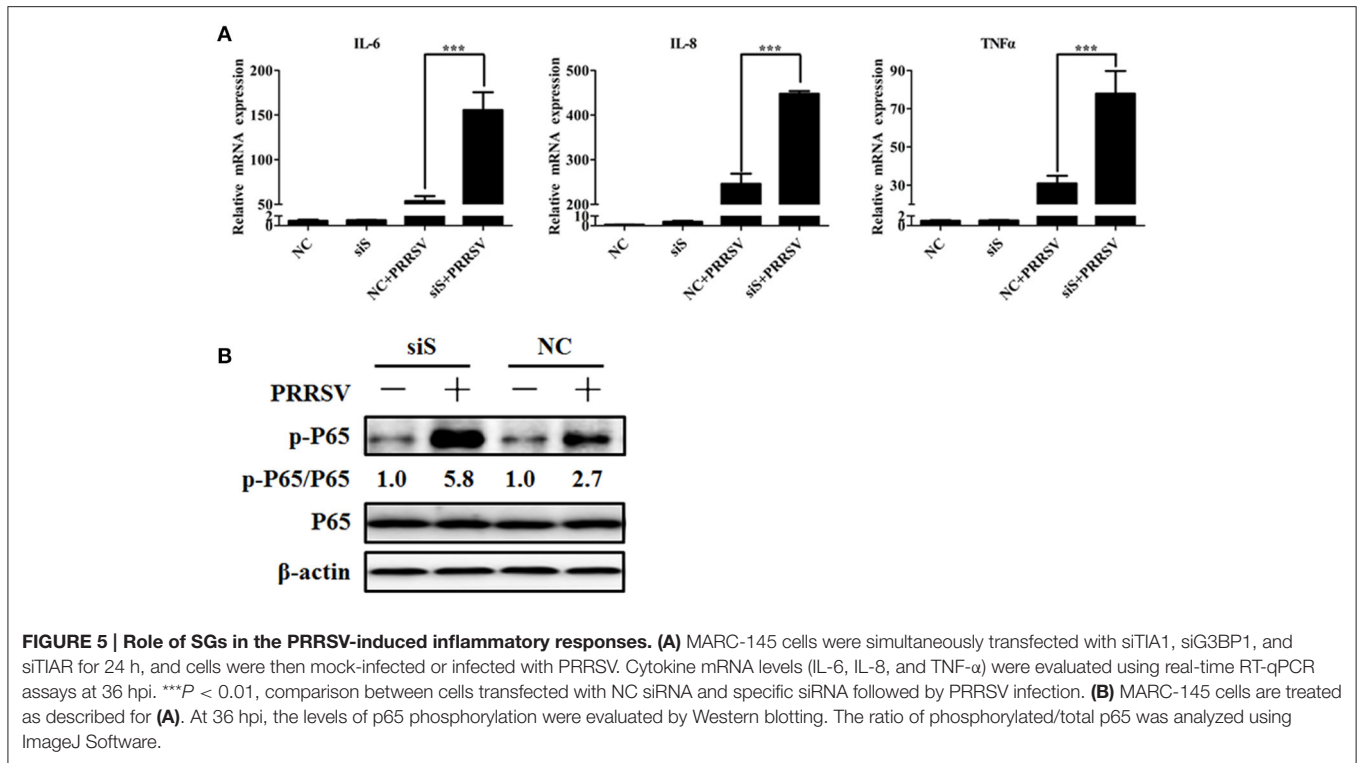 A
IL-6
IL-8
TNFα
***
***
***
Relative mRNA expression
200
150
100
50
2
0
NC
siS
NC+PRRSV
siS+PRRSV
Relative mRNA expression
500
400
300
200
10
0
NC
siS
NC+PRRSV
siS+PRRSV
Relative mRNA expression
90
70
50
30
2
0
NC
siS
NC+PRRSV
siS+PRRSV
B
siS NC
PRRSV — + — +
p-P65
p-P65/P65 1.0 5.8 1.0 2.7
P65
β-actin
FIGURE 5 | Role of SGs in the PRRSV-induced inflammatory responses. (A) MARC-145 cells were simultaneously transfected with siTIA1, siG3BP1, and
siTIAR for 24 h, and cells were then mock-infected or infected with PRRSV. Cytokine mRNA levels (IL-6, IL-8, and TNF-α) were evaluated using real-time RT-qPCR
assays at 36 hpi. ***P < 0.01, comparison between cells transfected with NC siRNA and specific siRNA followed by PRRSV infection. (B) MARC-145 cells are treated
as described for (A). At 36 hpi, the levels of p65 phosphorylation were evaluated by Western blotting. The ratio of phosphorylated/total p65 was analyzed using
ImageJ Software.